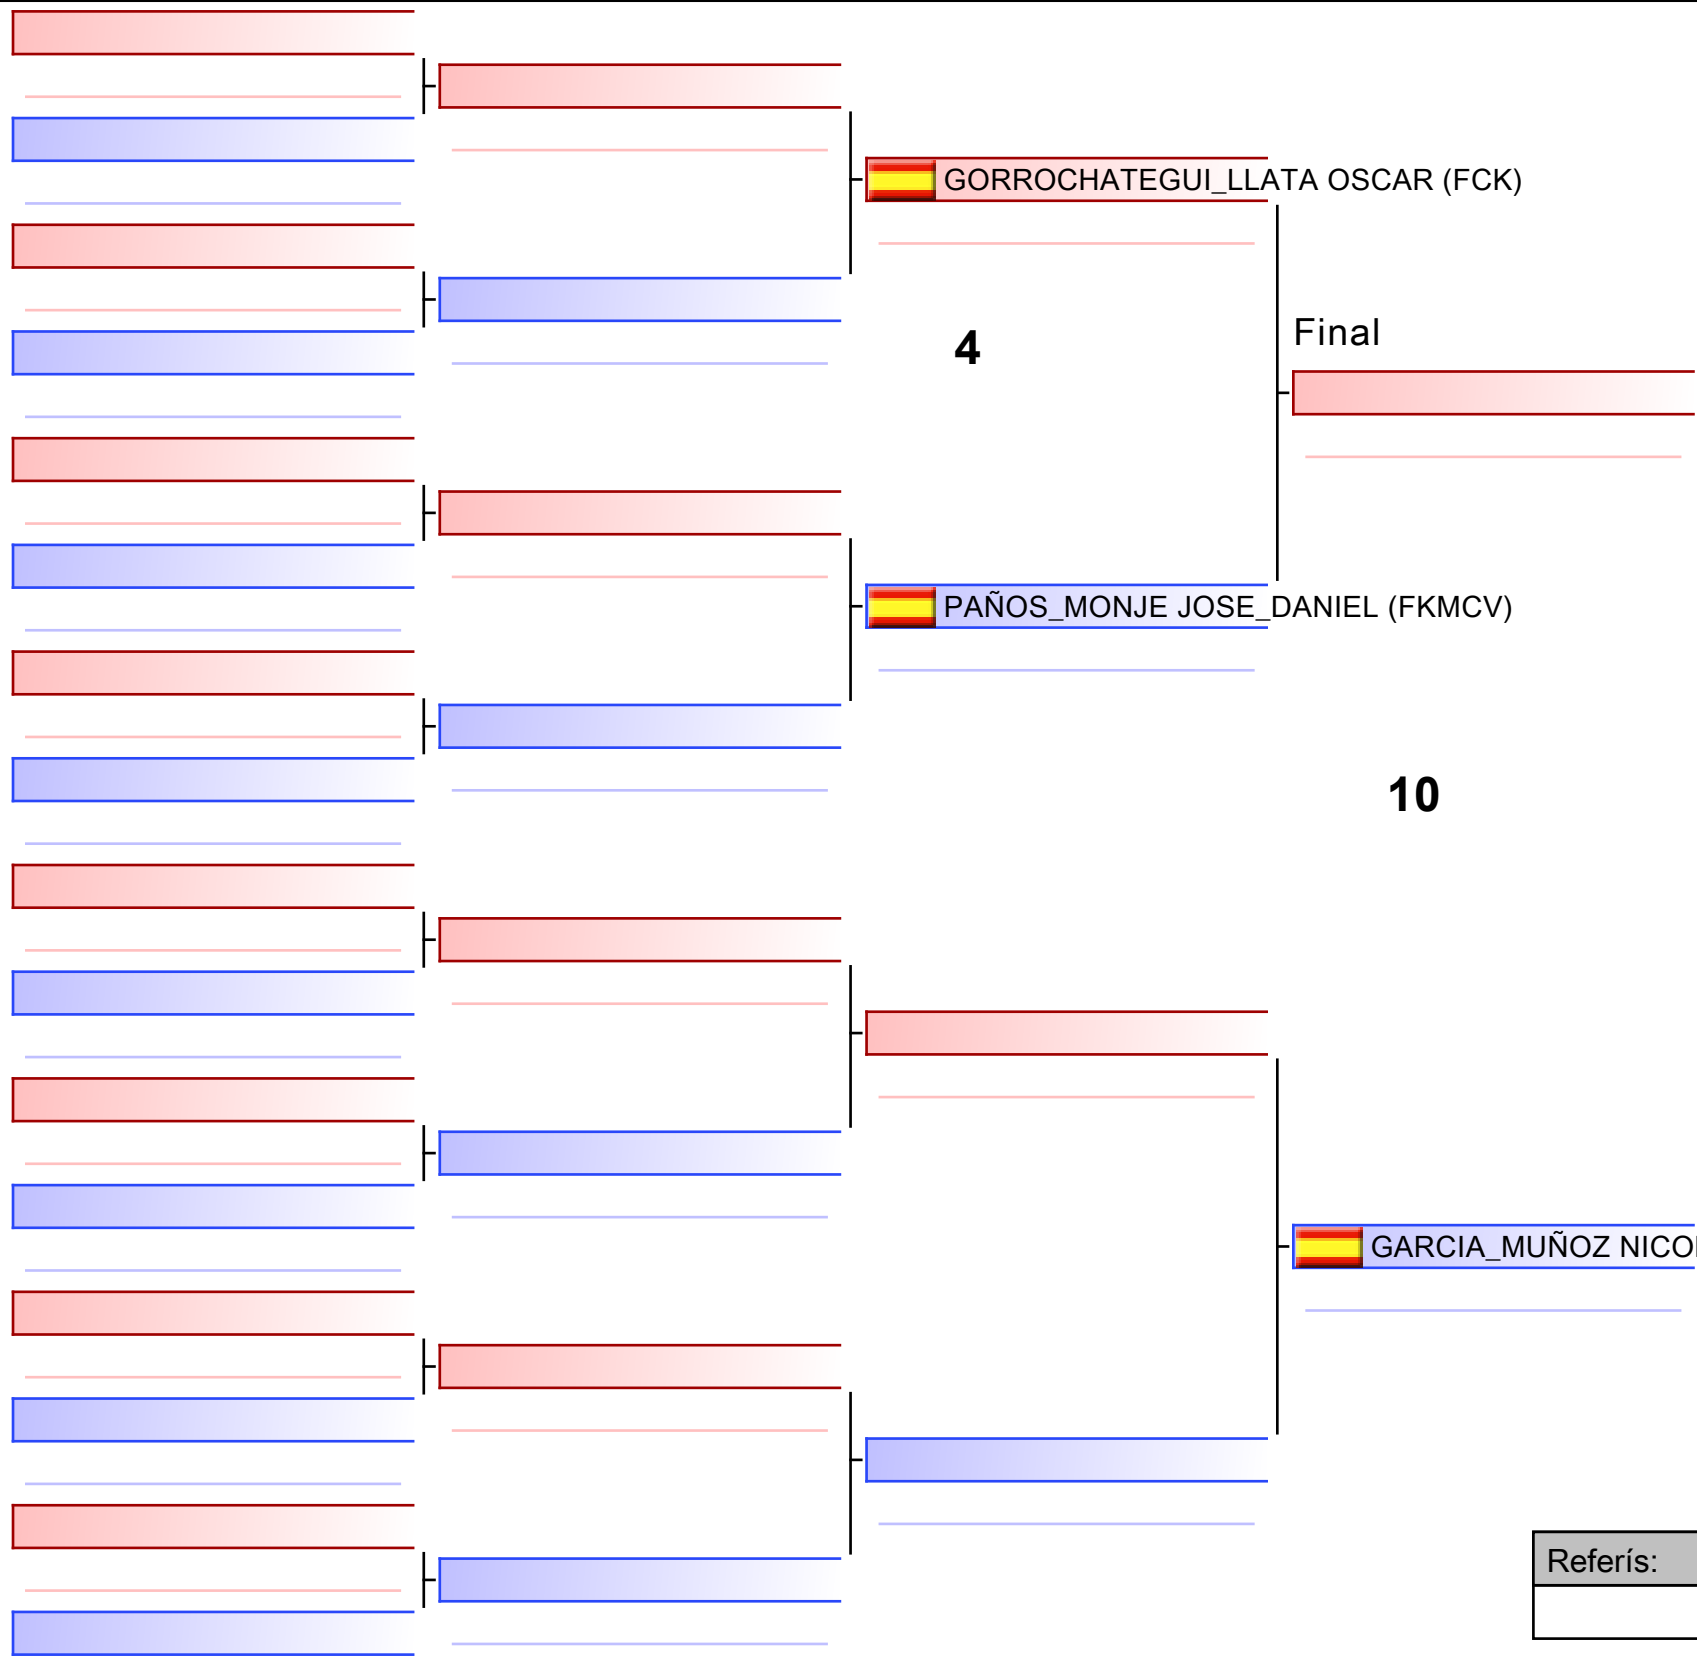 GORROCHATEGUI_LLATA OSCAR (FCK)
Final
4
PAÑOS_MONJE JOSE_DANIEL (FKMCV)
10
GARCIA_MUÑOZ
Referís: